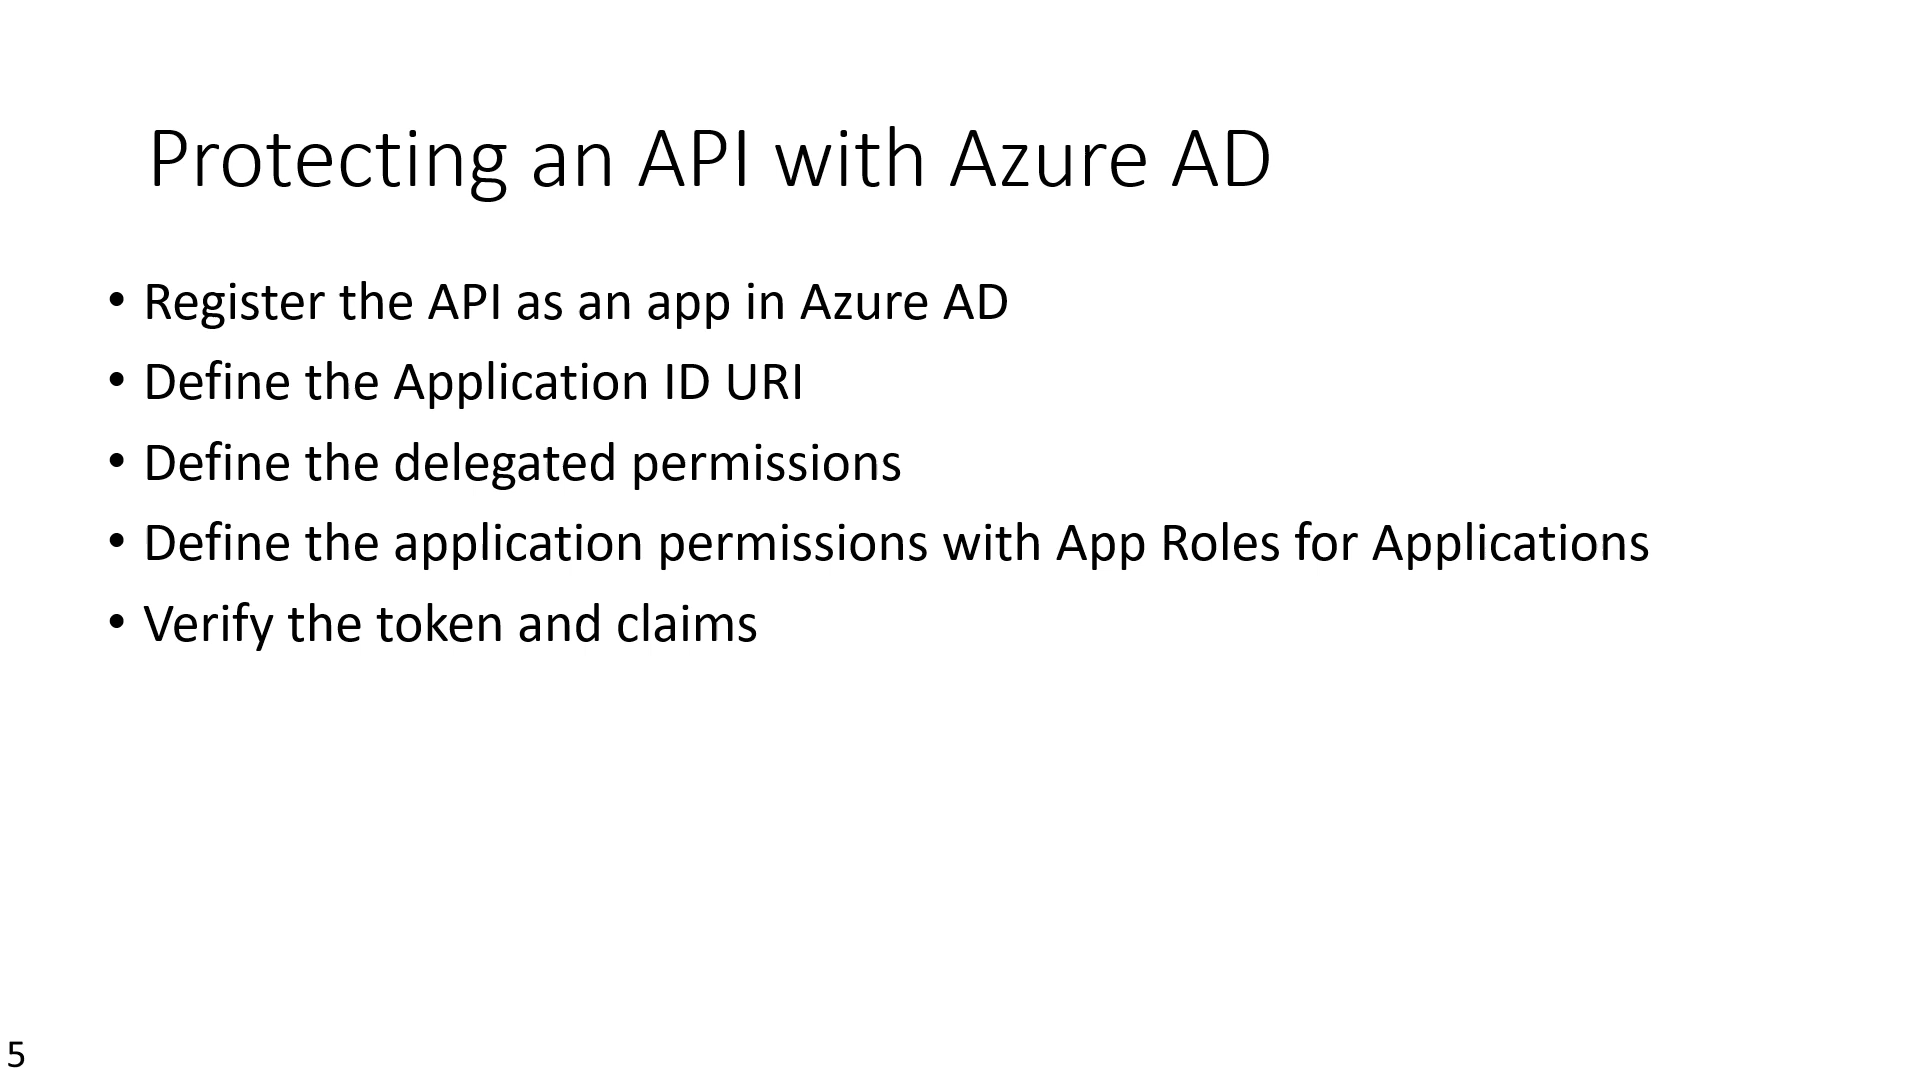 Protecting an API with Azure AD
• Register the API as an app in Azure AD
• Define the Application ID URI
• Define the delegated permissions
• Define the application permissions with App Roles for Applications
• Verify the token and claims
5